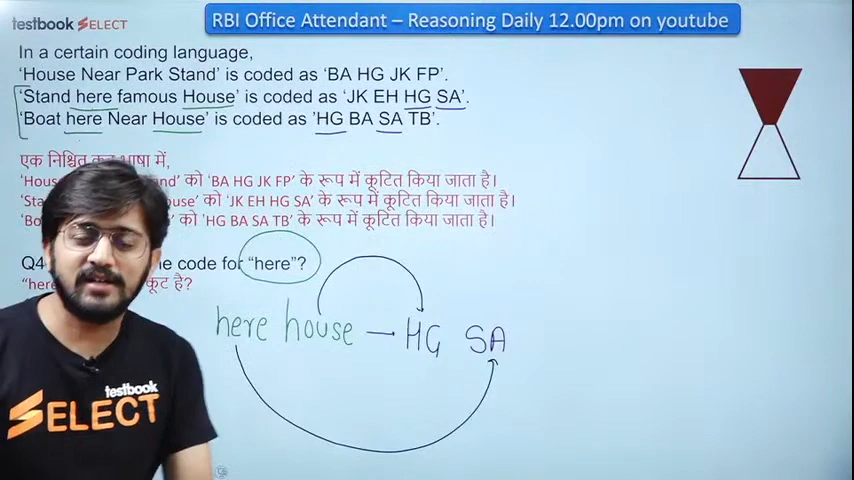 testbook SELECT
RBI Office Attendant – Reasoning Daily 12.00pm on youtube
In a certain coding language,
'House Near Park Stand' is coded as 'BA HG JK FP'.
'Stand here famous House' is coded as 'JK EH HG SA'.
'Boat here Near House' is coded as 'HG BA SA TB'.
एक निश्चित कूट भाषा में,
'Hous and' को 'BA HG JK FP' के रूप में कूटित किया जाता है।
'Sta ouse' को 'JK EH HG SA' के रूप में कूटित किया जाता है।
'Bo को 'HG BA SA TB' के रूप में कूटित किया जाता है।
Q4 e code for "here"?
"here कूट है?
here house — HG SA
testbook
SELECT